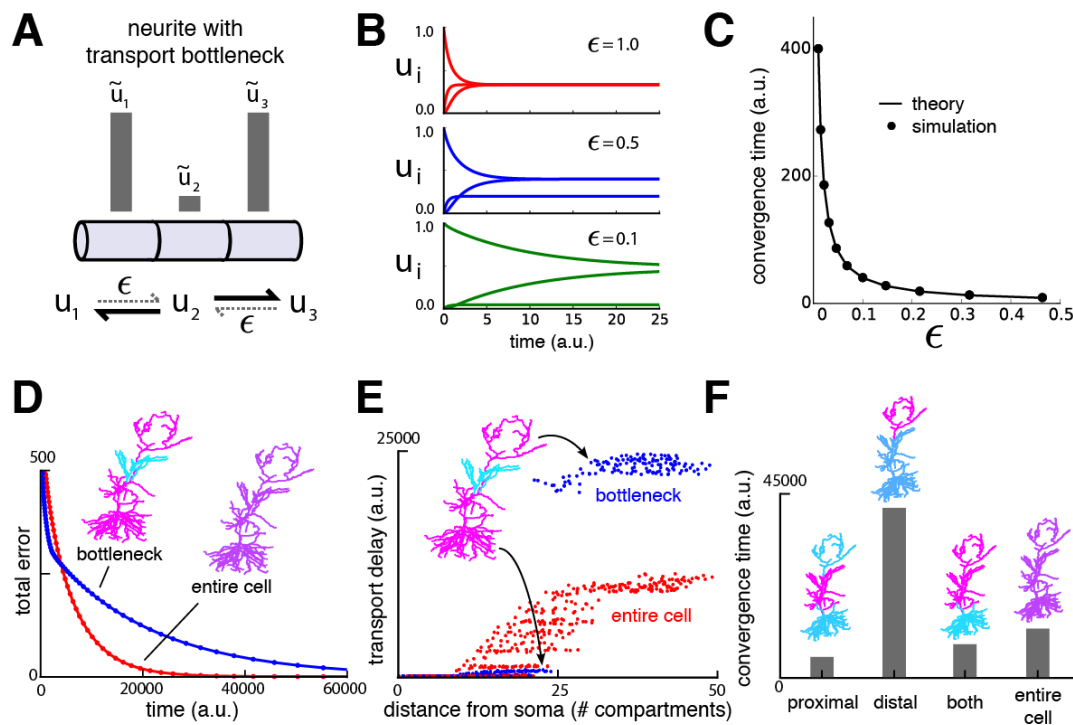 A
neurite with
transport bottleneck
ũ₁
ũ₂
ũ₃
ϵ
u₁ u₂ u₃
ϵ
B
1.0
uᵢ
ϵ=1.0
0.0
1.0
uᵢ
ϵ=0.5
0.0
1.0
uᵢ
ϵ=0.1
0.0
0 5 10 15 20 25
time (a.u.)
C
convergence time (a.u.)
400
200
0
theory
simulation
0 0.1 0.2 0.3 0.4 0.5
ϵ
D
total error
500
0
bottleneck
entire cell
0 20000 40000 60000
time (a.u.)
E
transport delay (a.u.)
25000
0
bottleneck
entire cell
0 25 50
distance from soma (# compartments)
F
convergence time (a.u.)
45000
0
proximal distal both entire
cell